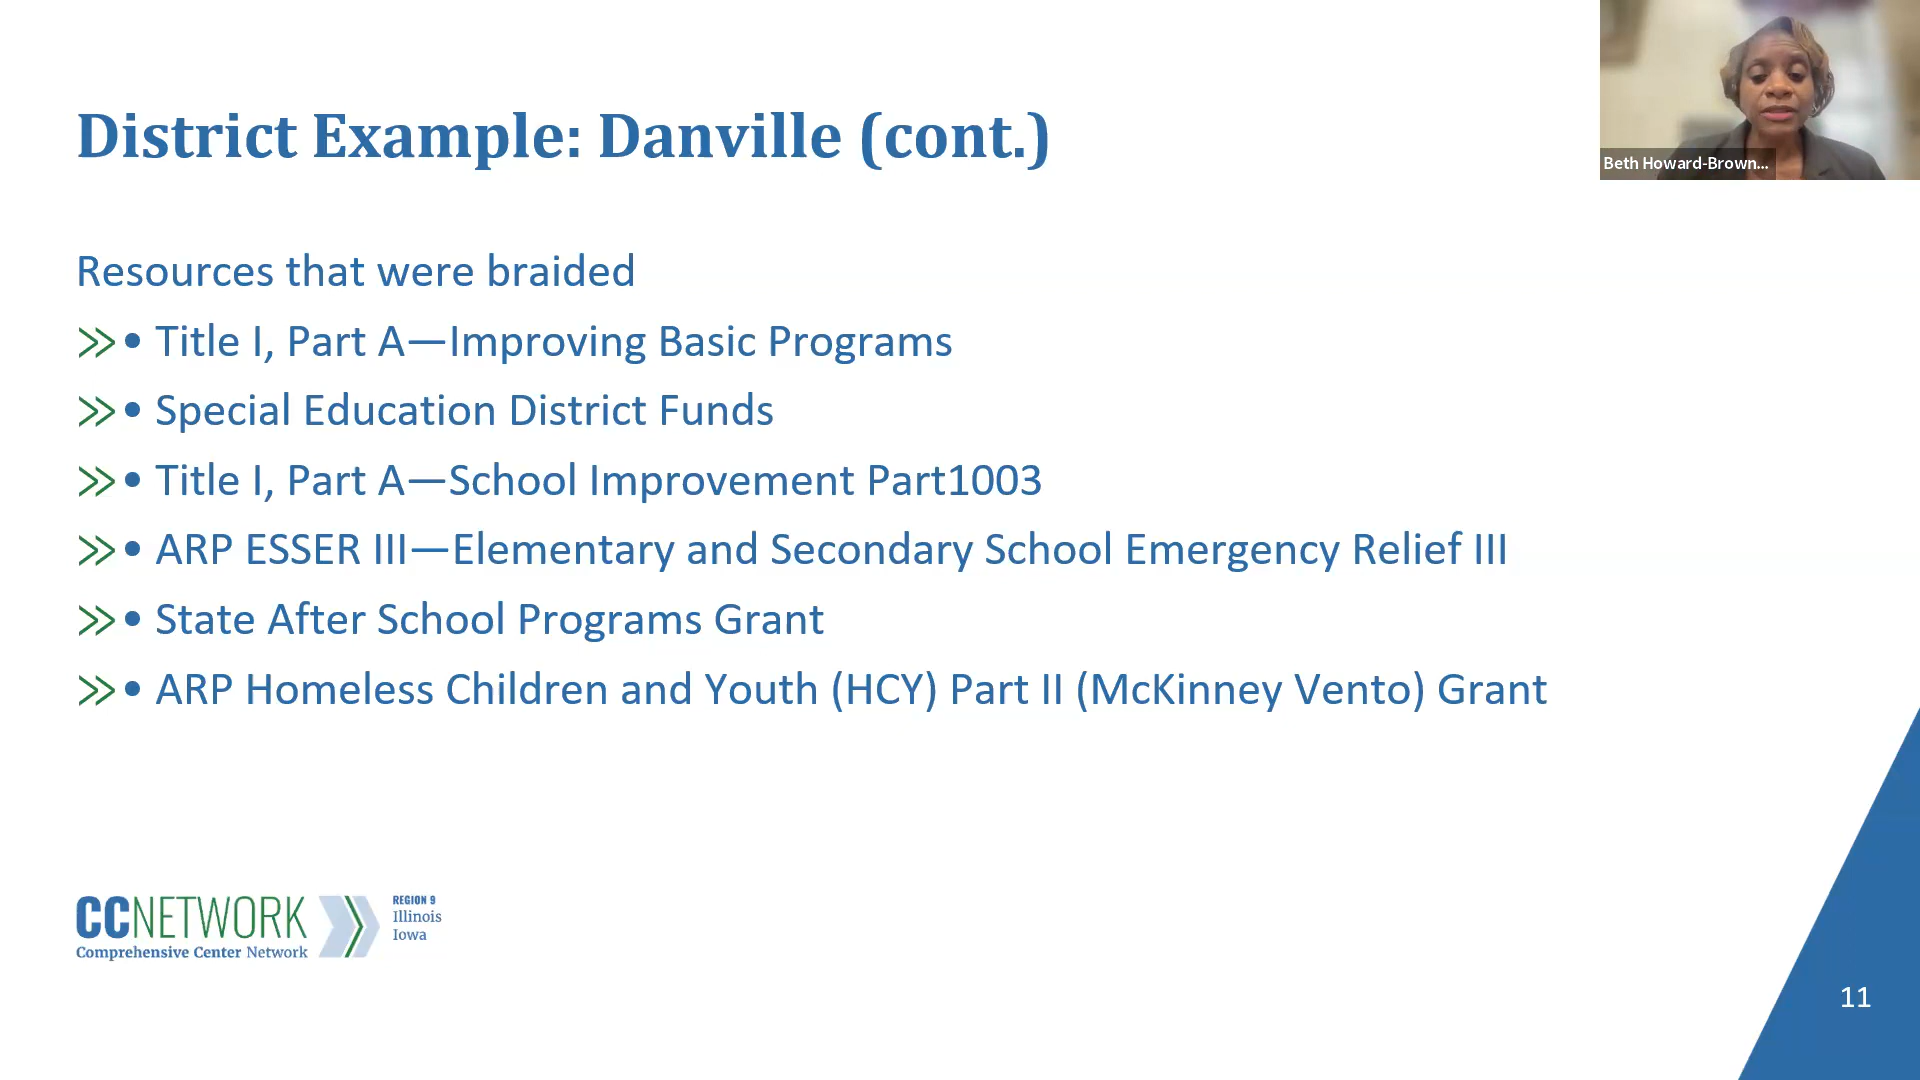 District Example: Danville (cont.)
Beth Howard-Brown...
Resources that were braided
• Title I, Part A—Improving Basic Programs
• Special Education District Funds
• Title I, Part A—School Improvement Part1003
• ARP ESSER III—Elementary and Secondary School Emergency Relief III
• State After School Programs Grant
• ARP Homeless Children and Youth (HCY) Part II (McKinney Vento) Grant
CCNETWORK
Comprehensive Center Network
REGION 9
Illinois
Iowa
11